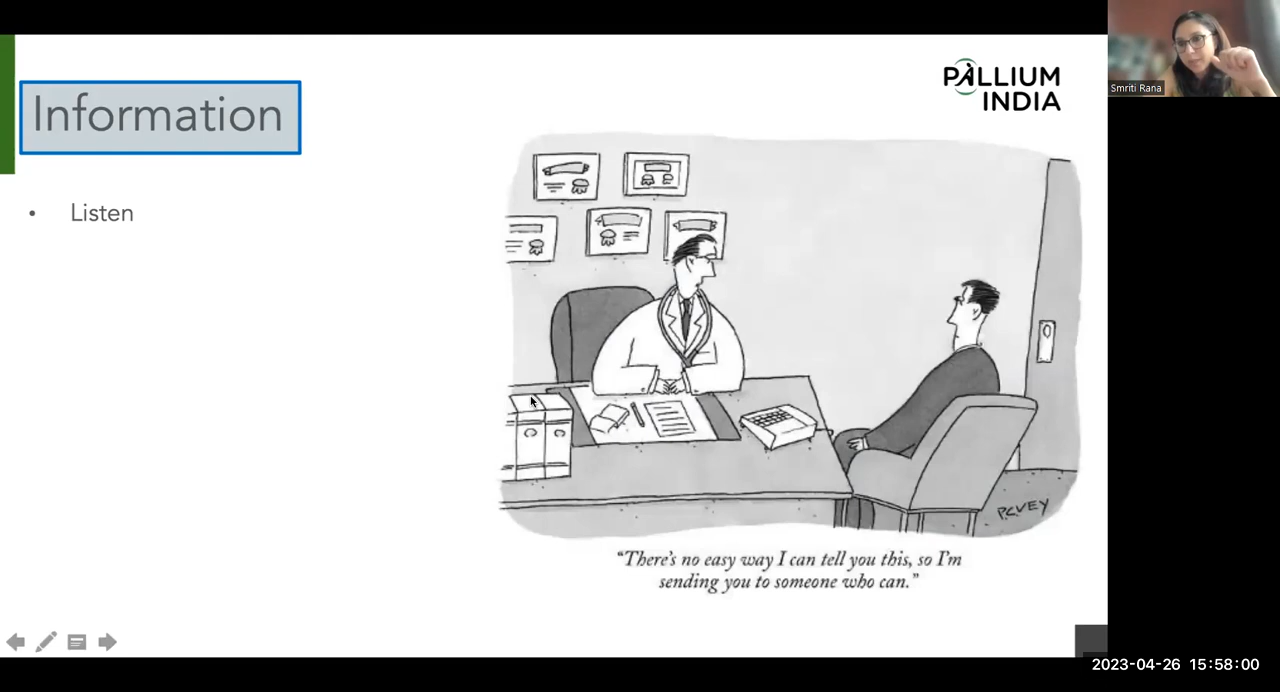 Information
PALLIUM
INDIA
Smriti Rana
• Listen
P.C.VEY
“There’s no easy way I can tell you this, so I’m
sending you to someone who can.”
2023-04-26 15:58:00